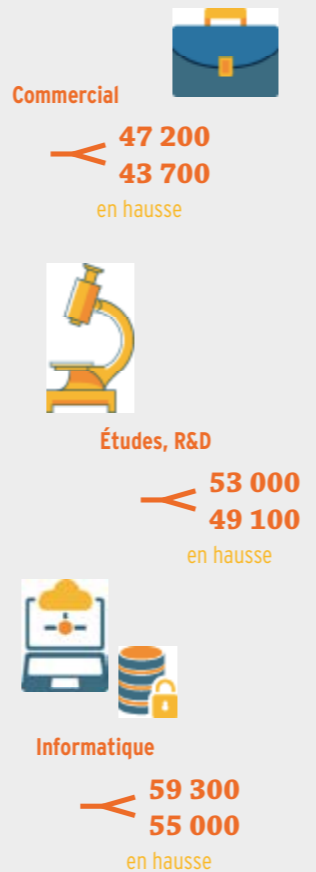 Commercial
47 200
43 700
en hausse
Études, R&D
53 000
49 100
en hausse
Informatique
59 300
55 000
en hausse